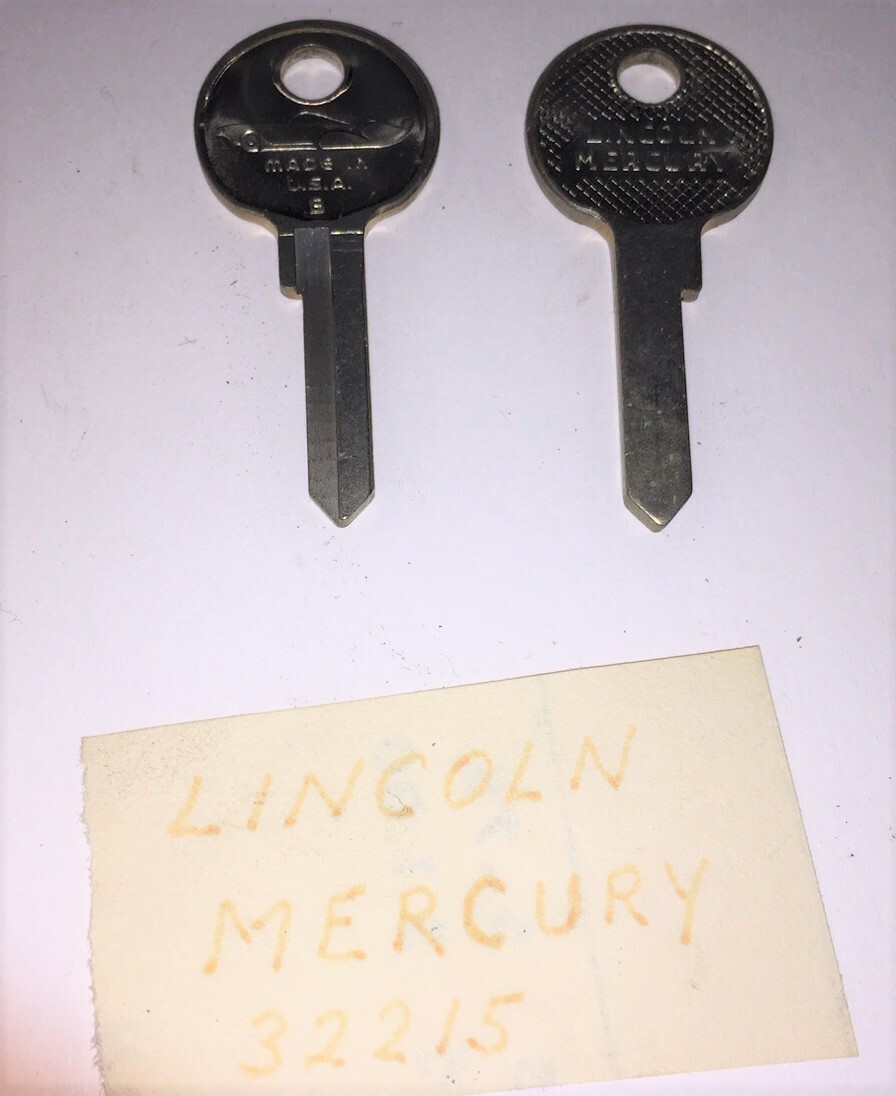 MADE IN
U.S.A.
B
LINCOLN
MERCURY
LINCOLN
MERCURY
32215